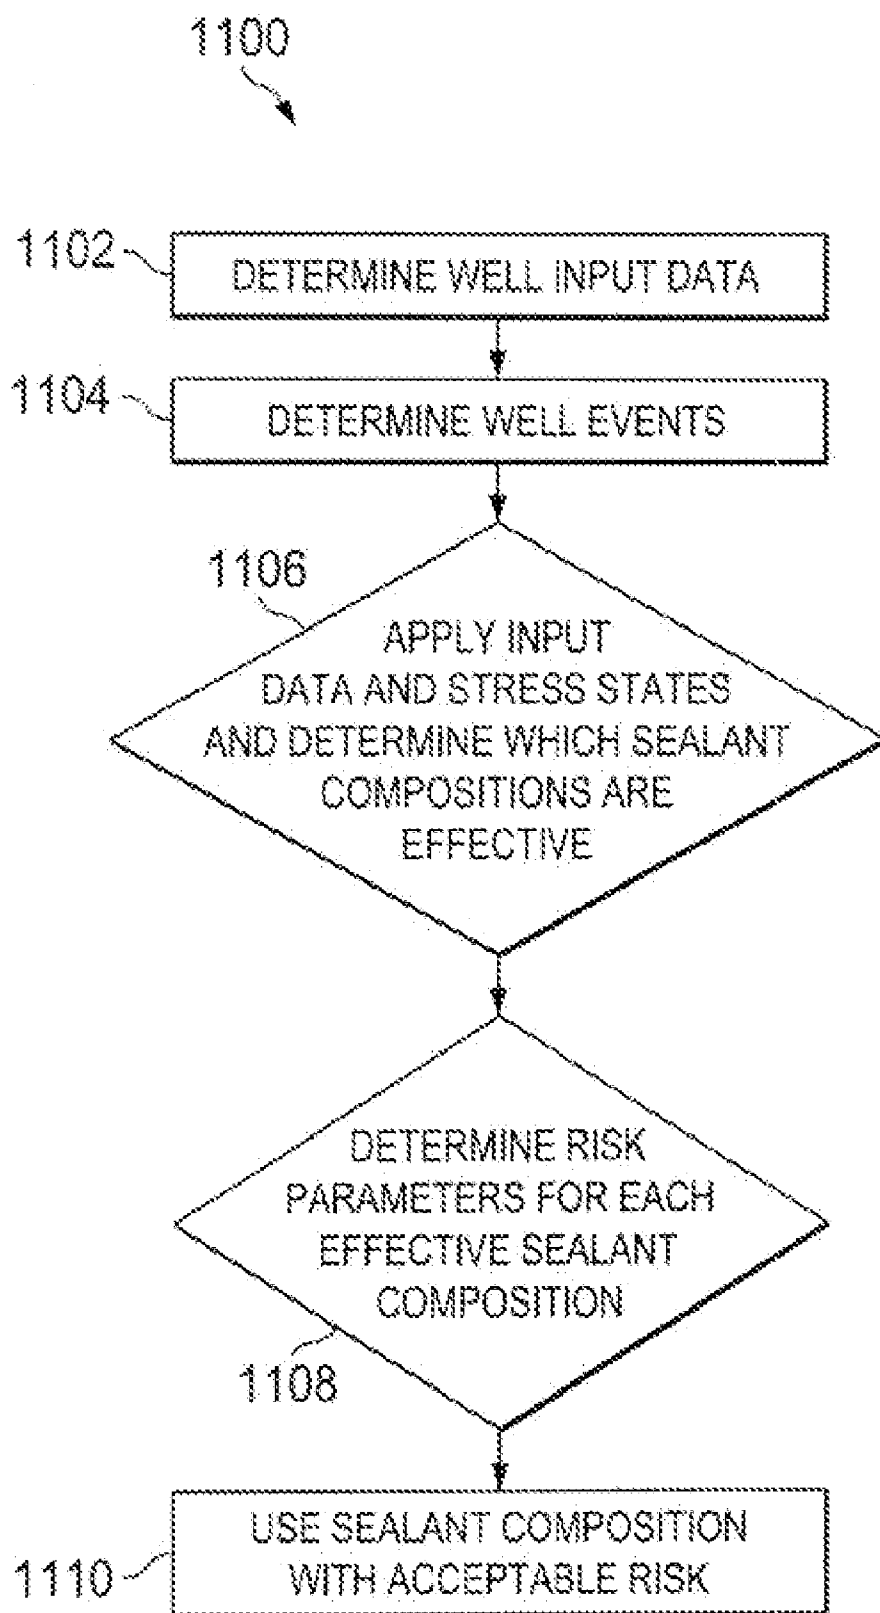 1100
1102
DETERMINE WELL INPUT DATA
1104
DETERMINE WELL EVENTS
1106
APPLY INPUT
DATA AND STRESS STATES
AND DETERMINE WHICH SEALANT
COMPOSITIONS ARE
EFFECTIVE
DETERMINE RISK
PARAMETERS FOR EACH
EFFECTIVE SEALANT
COMPOSITION
1108
USE SEALANT COMPOSITION
WITH ACCEPTABLE RISK
1110